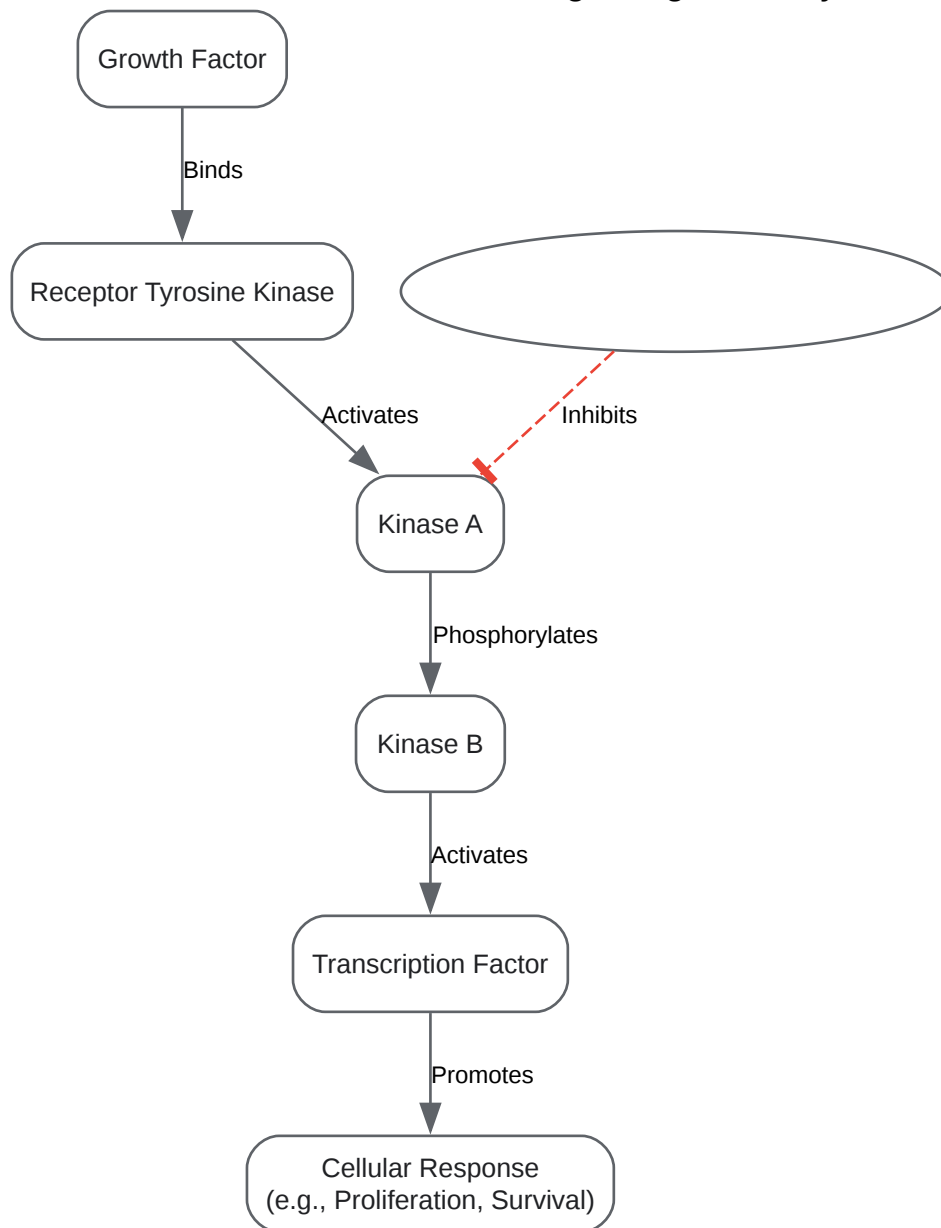 Growth Factor
Binds
Receptor Tyrosine Kinase
Activates
Inhibits
Kinase A
Phosphorylates
Kinase B
Activates
Transcription Factor
Promotes
Cellular Response
(e.g., Proliferation, Survival)